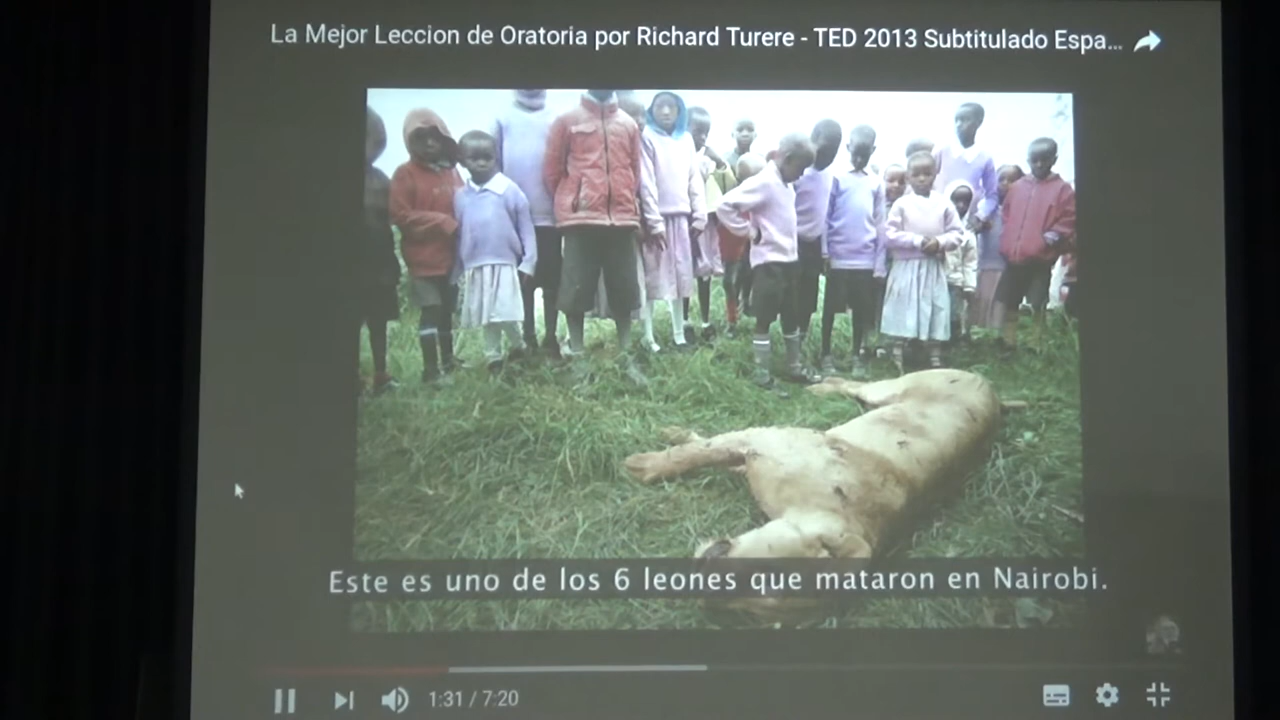 La Mejor Leccion de Oratoria por Richard Turere - TED 2013 Subtitulado Espa...
Este es uno de los 6 leones que mataron en Nairobi.
1:31 / 7:20